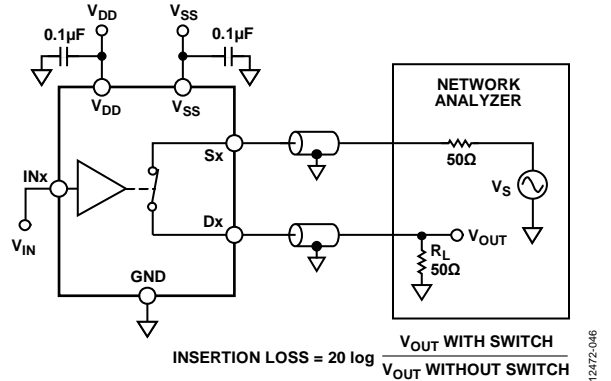 VDD
VSS
0.1µF
0.1µF
VDD
VSS
NETWORK
ANALYZER
Sx
50Ω
INx
VS
Dx
VOUT
VIN
RL
50Ω
GND
INSERTION LOSS = 20 log VOUT WITH SWITCH
VOUT WITHOUT SWITCH
12472-046